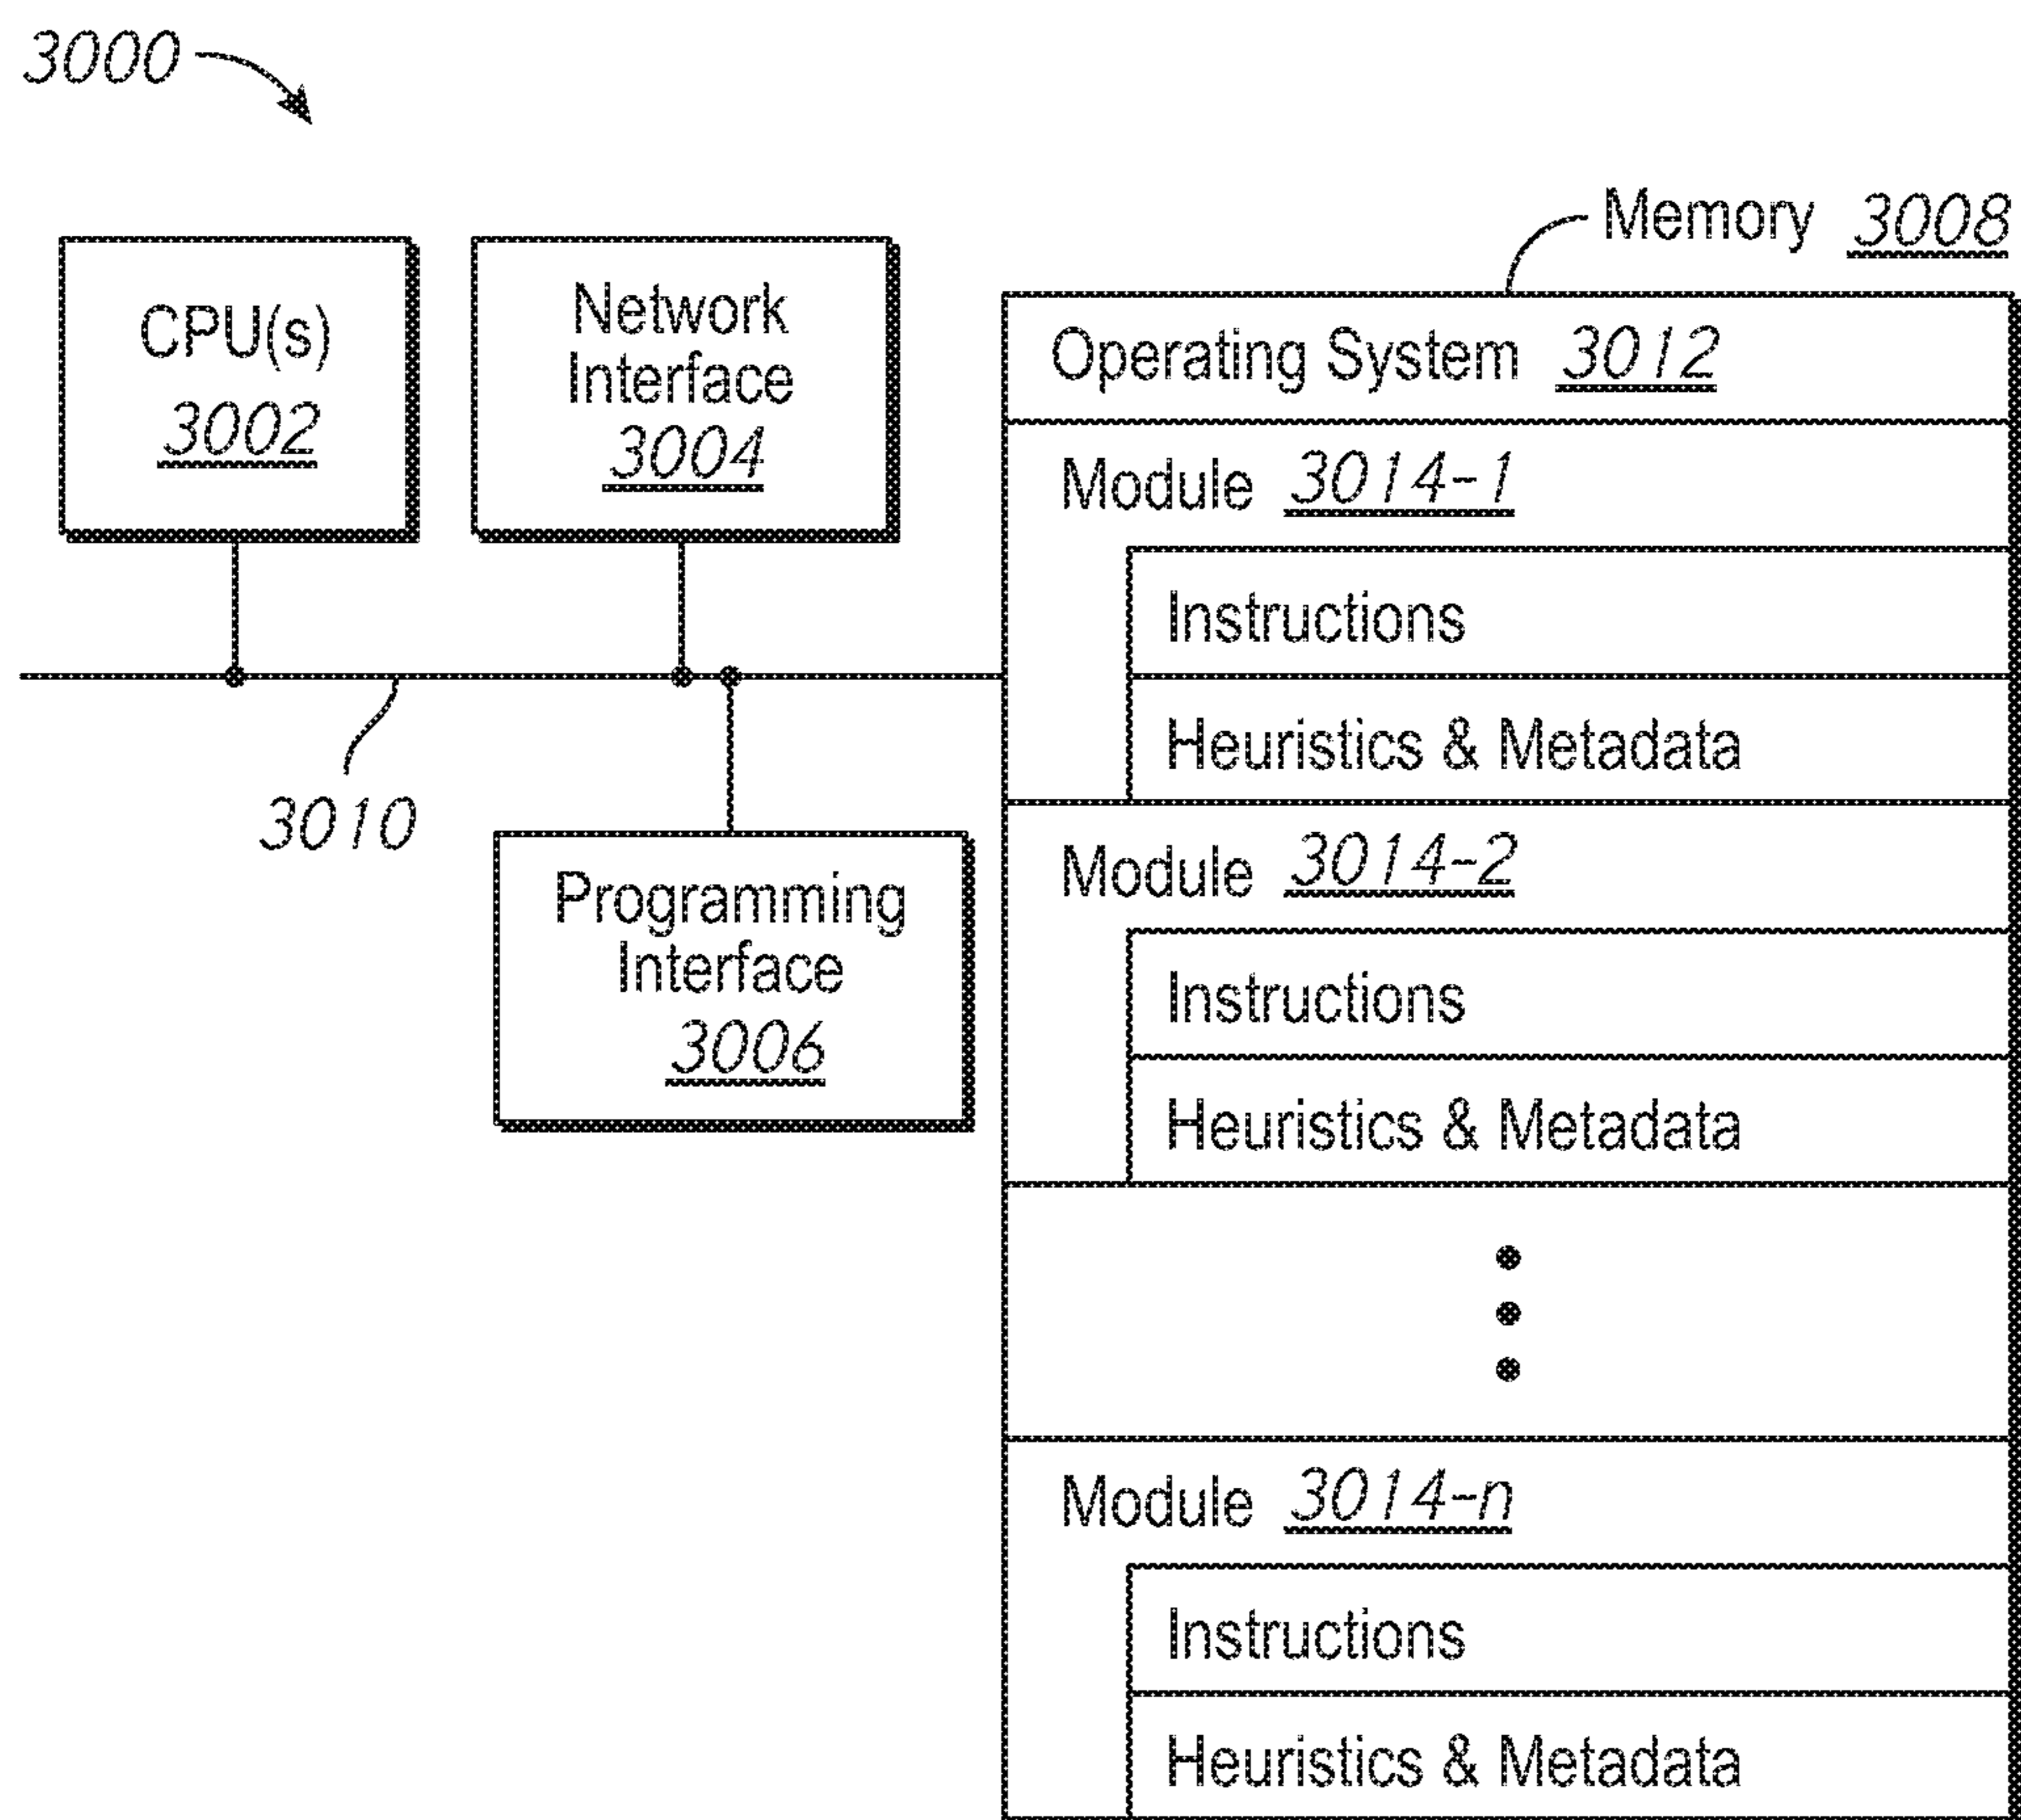 3000
Memory 3008
CPU(s)
3002
Network
Interface
3004
3010
Programming
Interface
3006
Operating System 3012
Module 3014-1
Instructions
Heuristics & Metadata
Module 3014-2
Instructions
Heuristics & Metadata
Module 3014-n
Instructions
Heuristics & Metadata